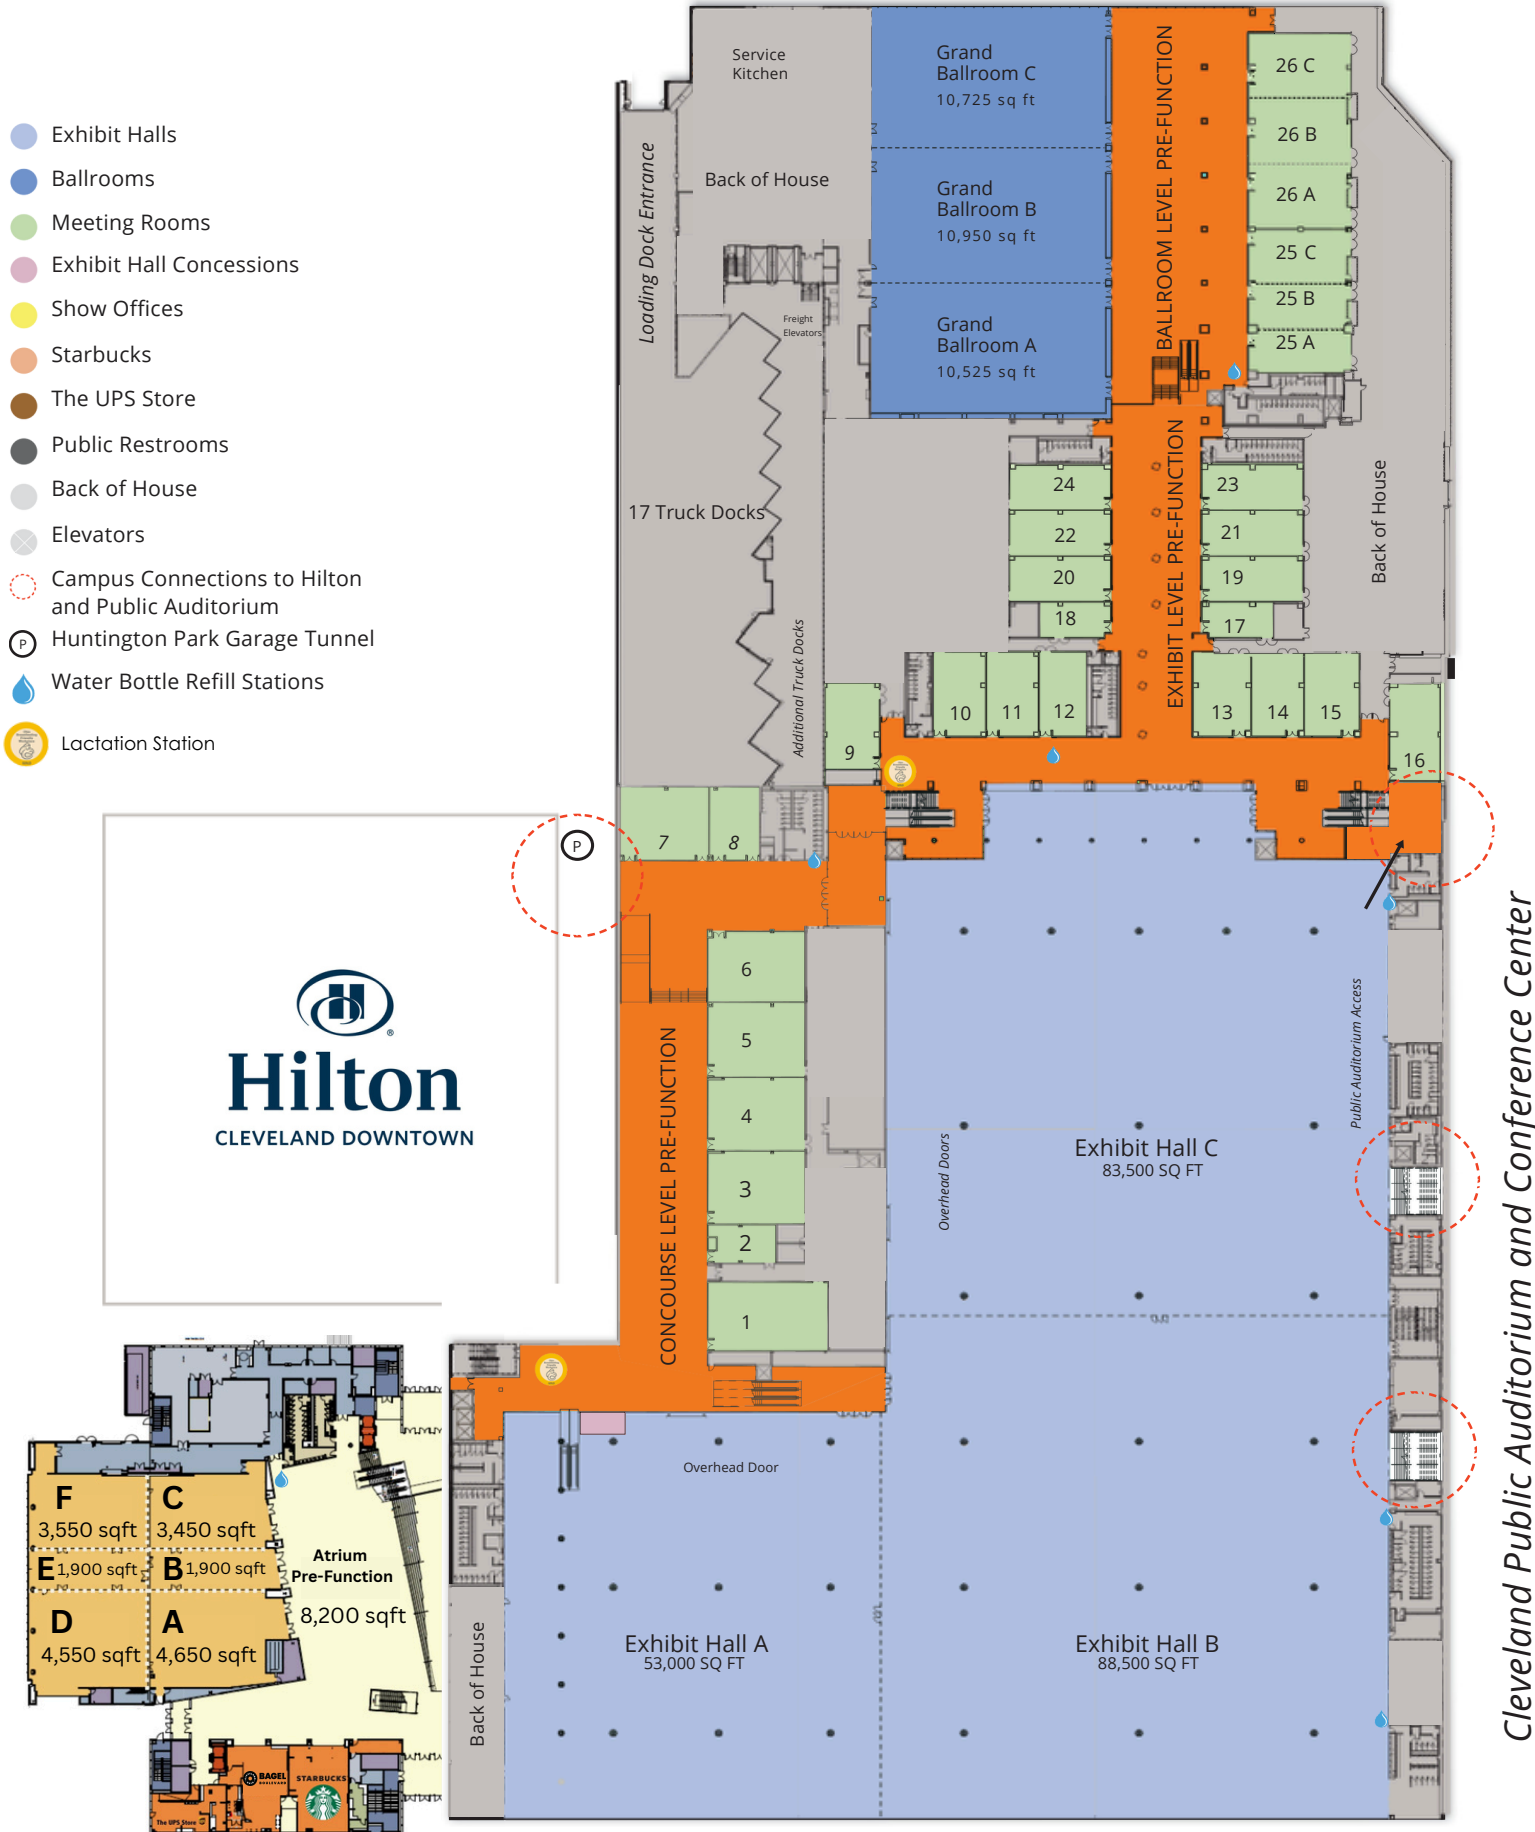 Exhibit Halls
Ballrooms
Meeting Rooms
Exhibit Hall Concessions
Show Offices
Starbucks
The UPS Store
Public Restrooms
Back of House
Elevators
Campus Connections to Hilton
and Public Auditorium
P
Huntington Park Garage Tunnel
Water Bottle Refill Stations
Lactation Station
Service
Kitchen
Back of House
Loading Dock Entrance
Freight
Elevators
17 Truck Docks
Additional Truck Docks
Grand
Ballroom C
10,725 sq ft
Grand
Ballroom B
10,950 sq ft
Grand
Ballroom A
10,525 sq ft
BALLROOM LEVEL PRE-FUNCTION
26 C
26 B
26 A
25 C
25 B
25 A
EXHIBIT LEVEL PRE-FUNCTION
24
22
20
18
23
21
19
17
Back of House
9
10
11
12
13
14
15
16
P
7
8
6
5
4
3
2
1
CONCOURSE LEVEL PRE-FUNCTION
H
®
Hilton
CLEVELAND DOWNTOWN
Public Auditorium Access
Overhead Doors
Exhibit Hall C
83,500 SQ FT
Cleveland Public Auditorium and Conference Center
Overhead Door
Exhibit Hall A
53,000 SQ FT
Exhibit Hall B
88,500 SQ FT
Back of House
F
3,550 sqft
C
3,450 sqft
E 1,900 sqft
B 1,900 sqft
D
4,550 sqft
A
4,650 sqft
Atrium
Pre-Function
8,200 sqft
BAGEL
BOULEVARD
STARBUCKS
The UPS Store